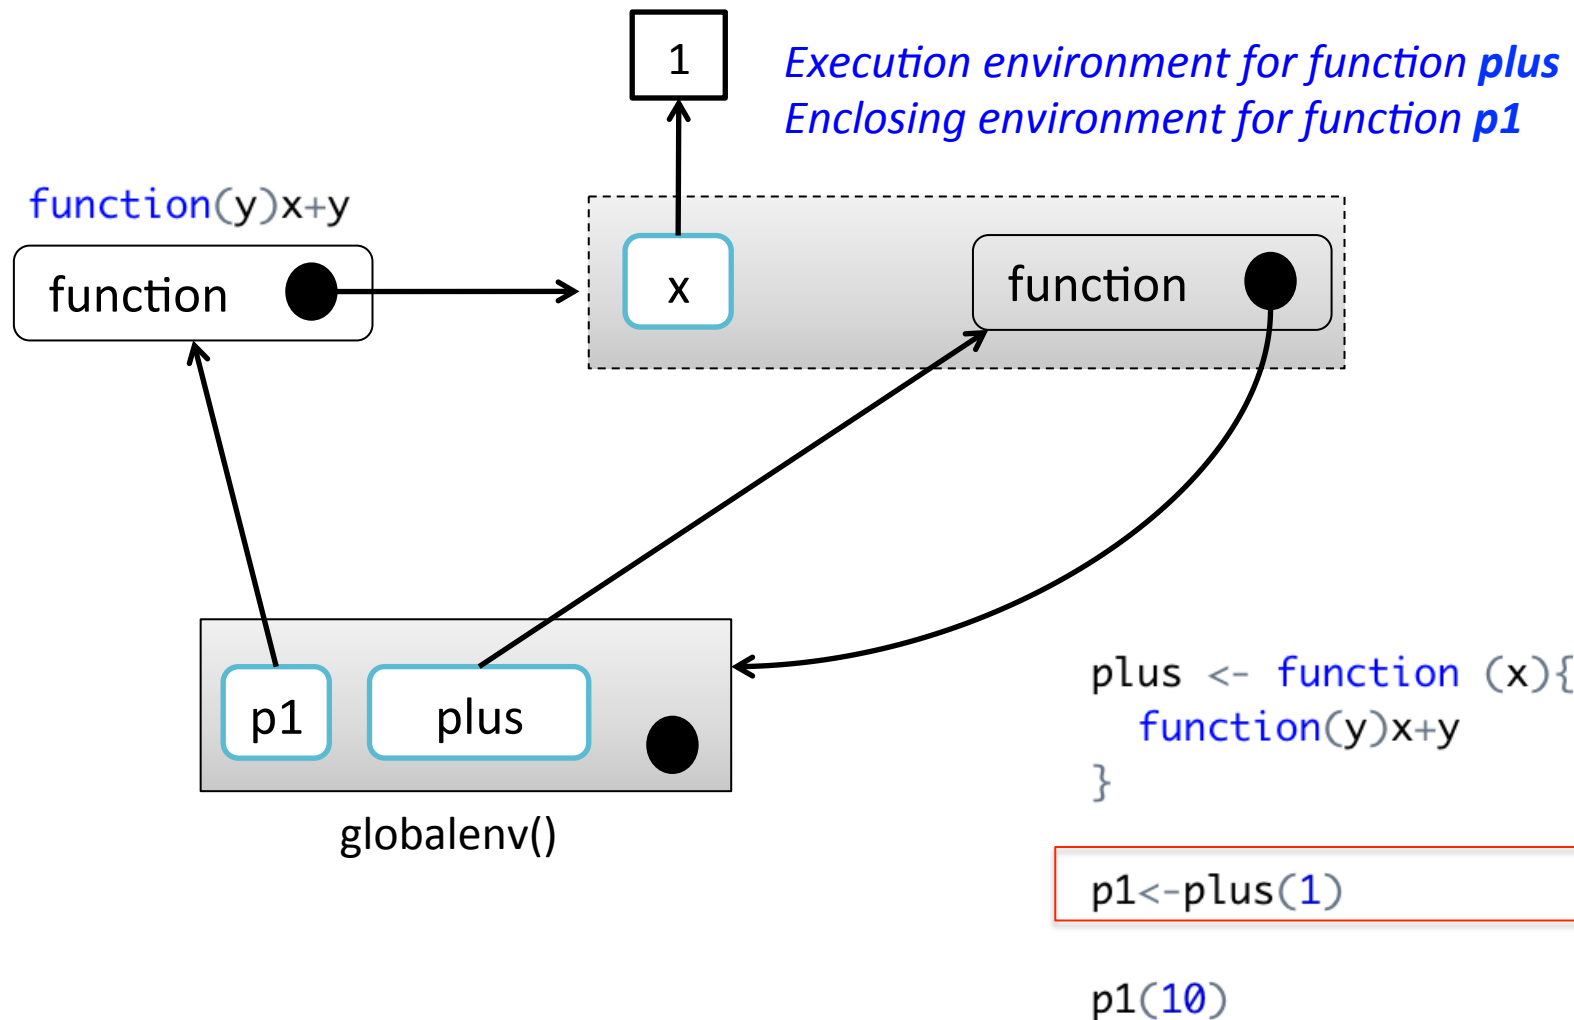 1
Execution environment for function plus
Enclosing environment for function p1
function(y)x+y
function
x
function
p1
plus
globalenv()
plus <- function (x){
function(y)x+y
}
p1<-plus(1)
p1(10)